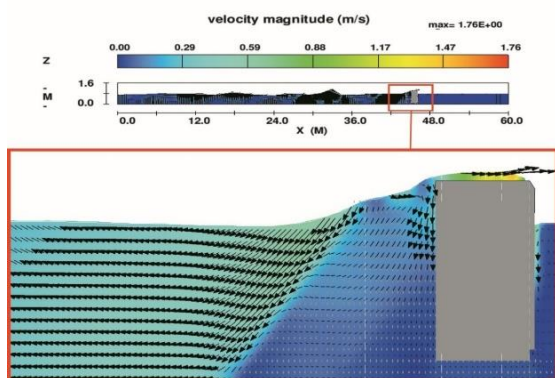 velocity magnitude (m/s)
max= 1.76E+00
0.00 0.29 0.59 0.88 1.17 1.47 1.76
Z
1.6
M
0.0
0.0 12.0 24.0 36.0 48.0 60.0
X (M)